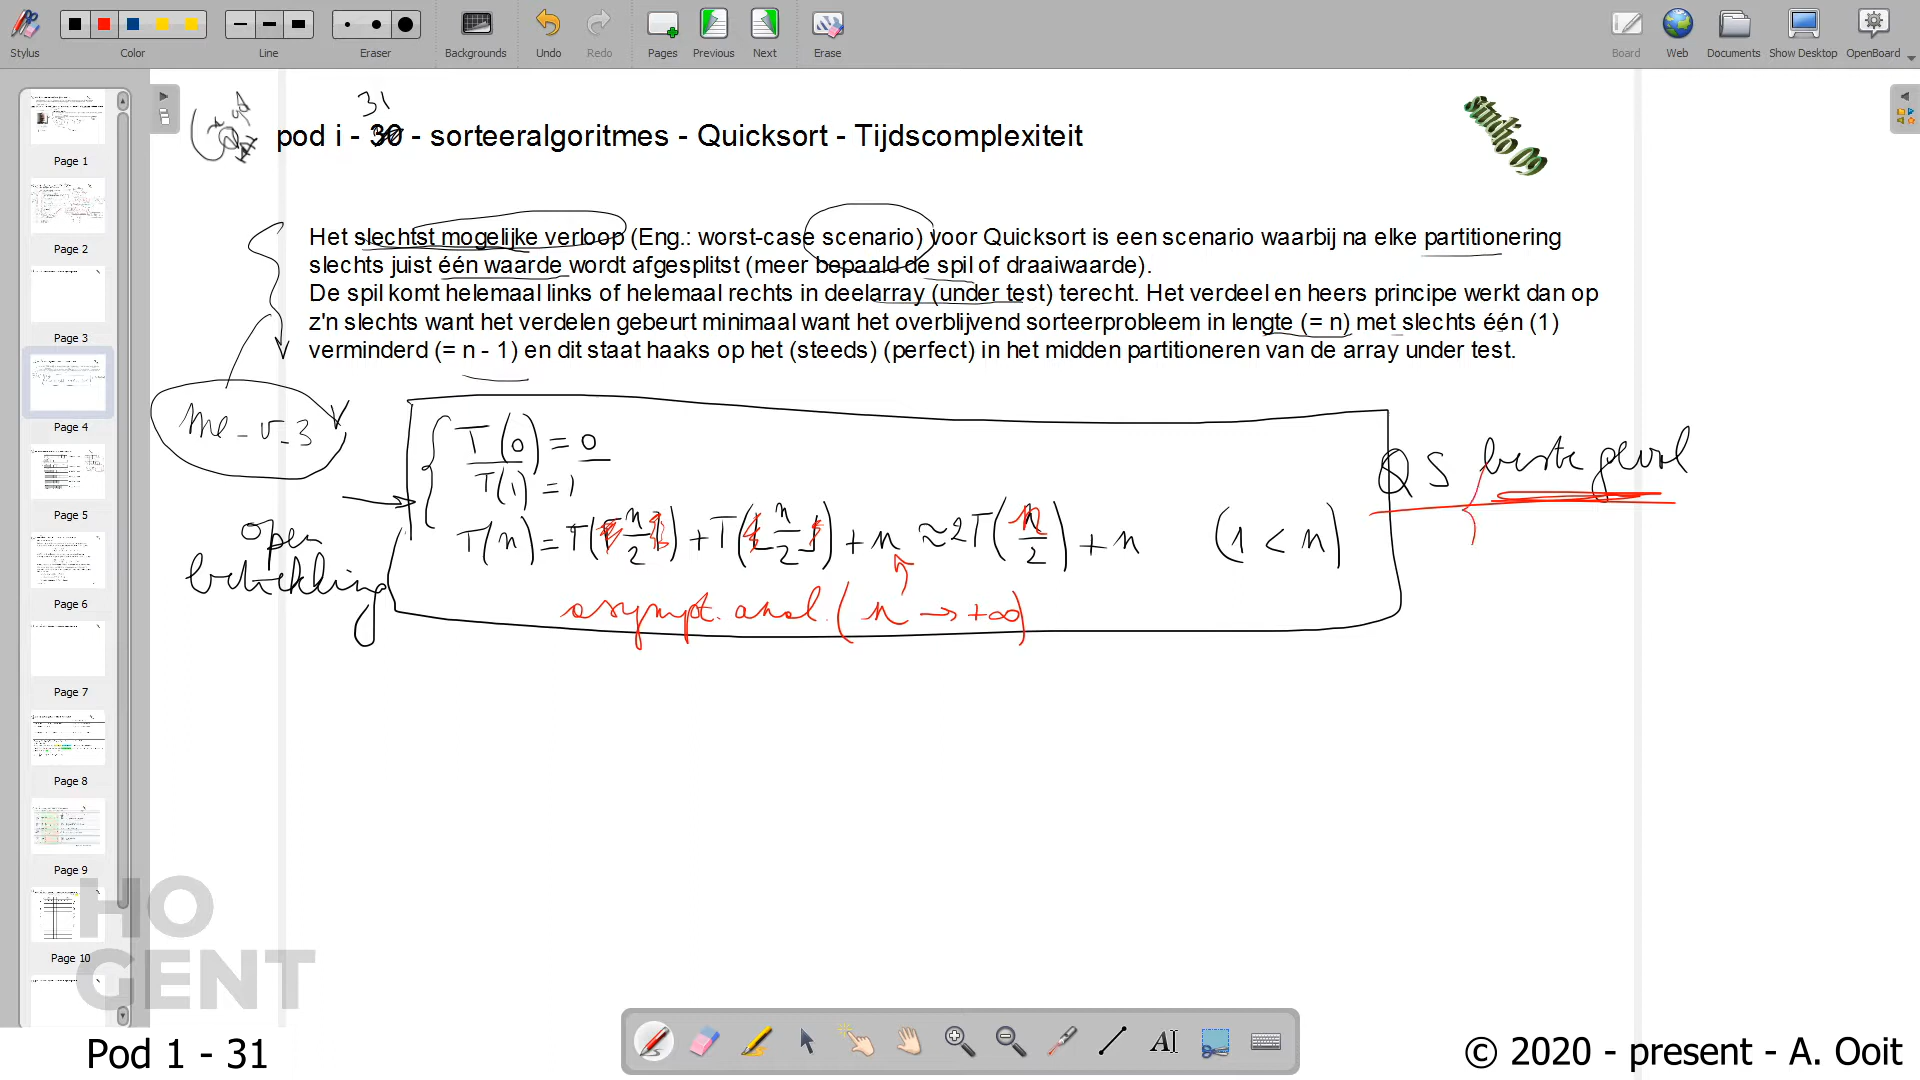 Stylus
Color
Line
Eraser
Backgrounds
Undo
Redo
Pages
Previous
Next
Erase
Board
Web
Documents
Show Desktop
OpenBoard
31
pod i - 30 - sorteeralgoritmes - Quicksort - Tijdscomplexiteit
studio 09
Het slechtst mogelijke verloop (Eng.: worst-case scenario) voor Quicksort is een scenario waarbij na elke partitionering
slechts juist één waarde wordt afgesplitst (meer bepaald de spil of draaiwaarde).
De spil komt helemaal links of helemaal rechts in deelarray (under test) terecht. Het verdeel en heers principe werkt dan op
z'n slechts want het verdelen gebeurt minimaal want het overblijvend sorteerprobleem in lengte (= n) met slechts één (1)
verminderd (= n - 1) en dit staat haaks op het (steeds) (perfect) in het midden partitioneren van de array under test.
me-v-3
T(0) = 0
T(1) = 1
T(n) = T(⌈n/2⌉) + T(⌊n/2⌋) + n ≈ 2T(n/2) + n (1 < n)
asympt. anal. (n → +∞)
QS beste geval
open
betrekking
Page 1
Page 2
Page 3
Page 4
Page 5
Page 6
Page 7
Page 8
Page 9
Page 10
HO
GENT
Pod 1 - 31
© 2020 - present - A. Ooit